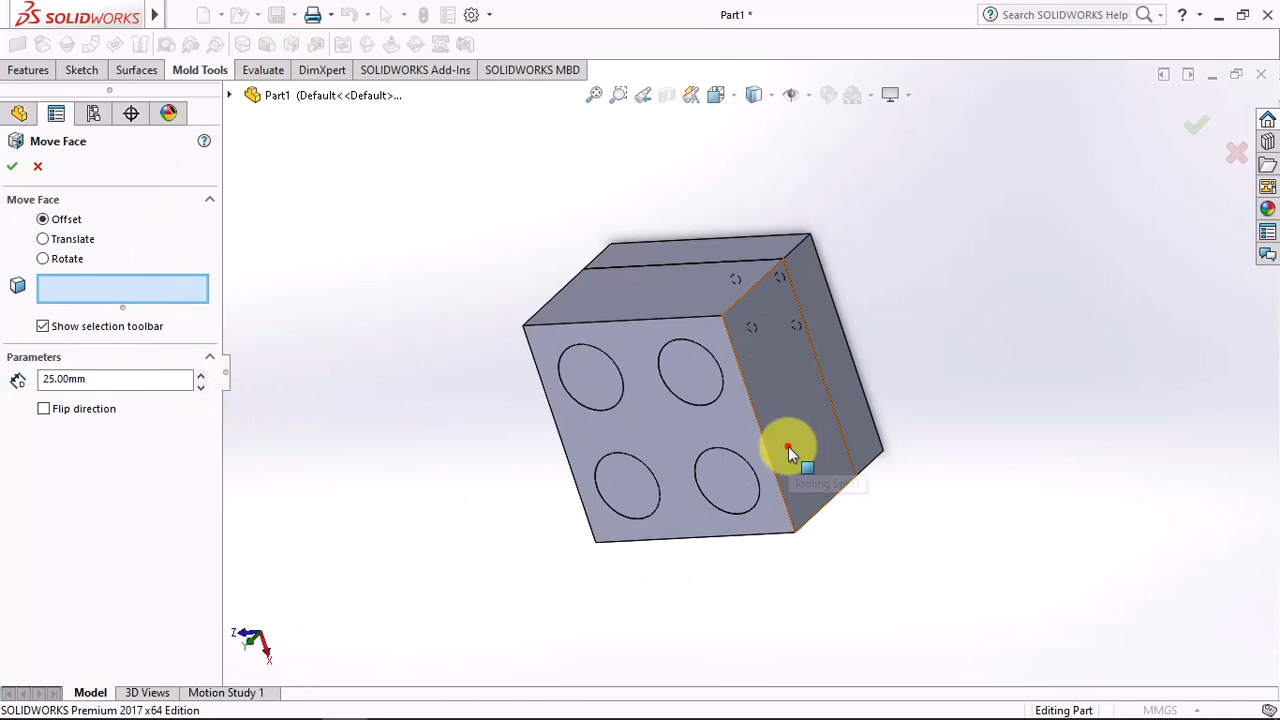 SOLIDWORKS
Part1 *
Search SOLIDWORKS Help
?
Features
Sketch
Surfaces
Mold Tools
Evaluate
DimXpert
SOLIDWORKS Add-Ins
SOLIDWORKS MBD
Part1 (Default<<Default>...
Move Face
?
Move Face
Offset
Translate
Rotate
Show selection toolbar
Parameters
25.00mm
Flip direction
Z
Y
X
Model
3D Views
Motion Study 1
SOLIDWORKS Premium 2017 x64 Edition
Editing Part
MMGS